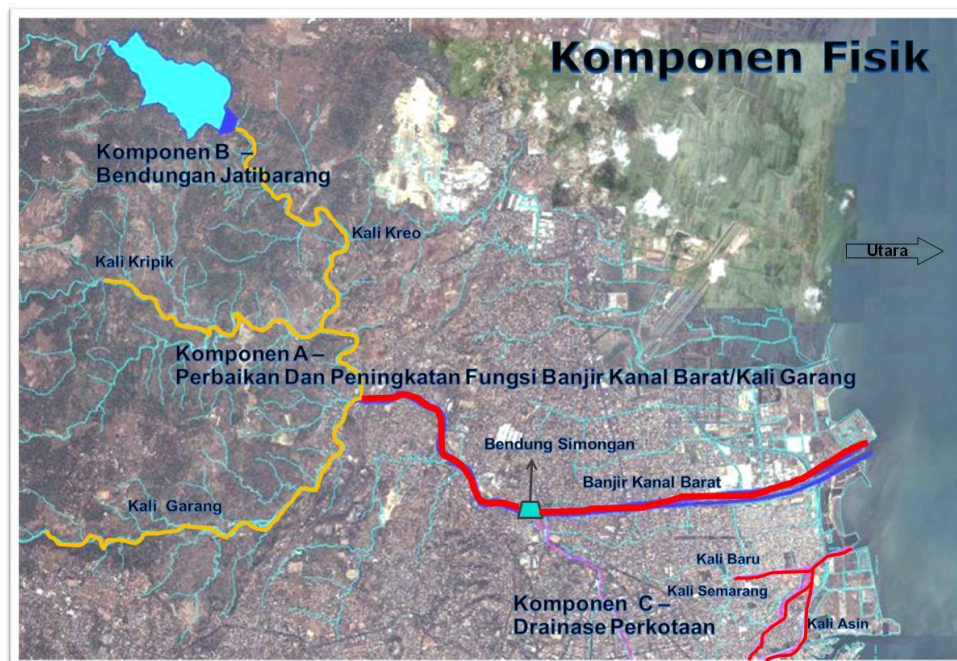 Komponen Fisik
Komponen B –
Bendungan Jatibarang
Kali Kreo
Utara
Kali Kripik
Komponen A –
Perbaikan Dan Peningkatan Fungsi Banjir Kanal Barat/Kali Garang
Bendung Simongan
Banjir Kanal Barat
Kali Garang
Kali Baru
Kali Semarang
Komponen C –
Drainase Perkotaan
Kali Asin